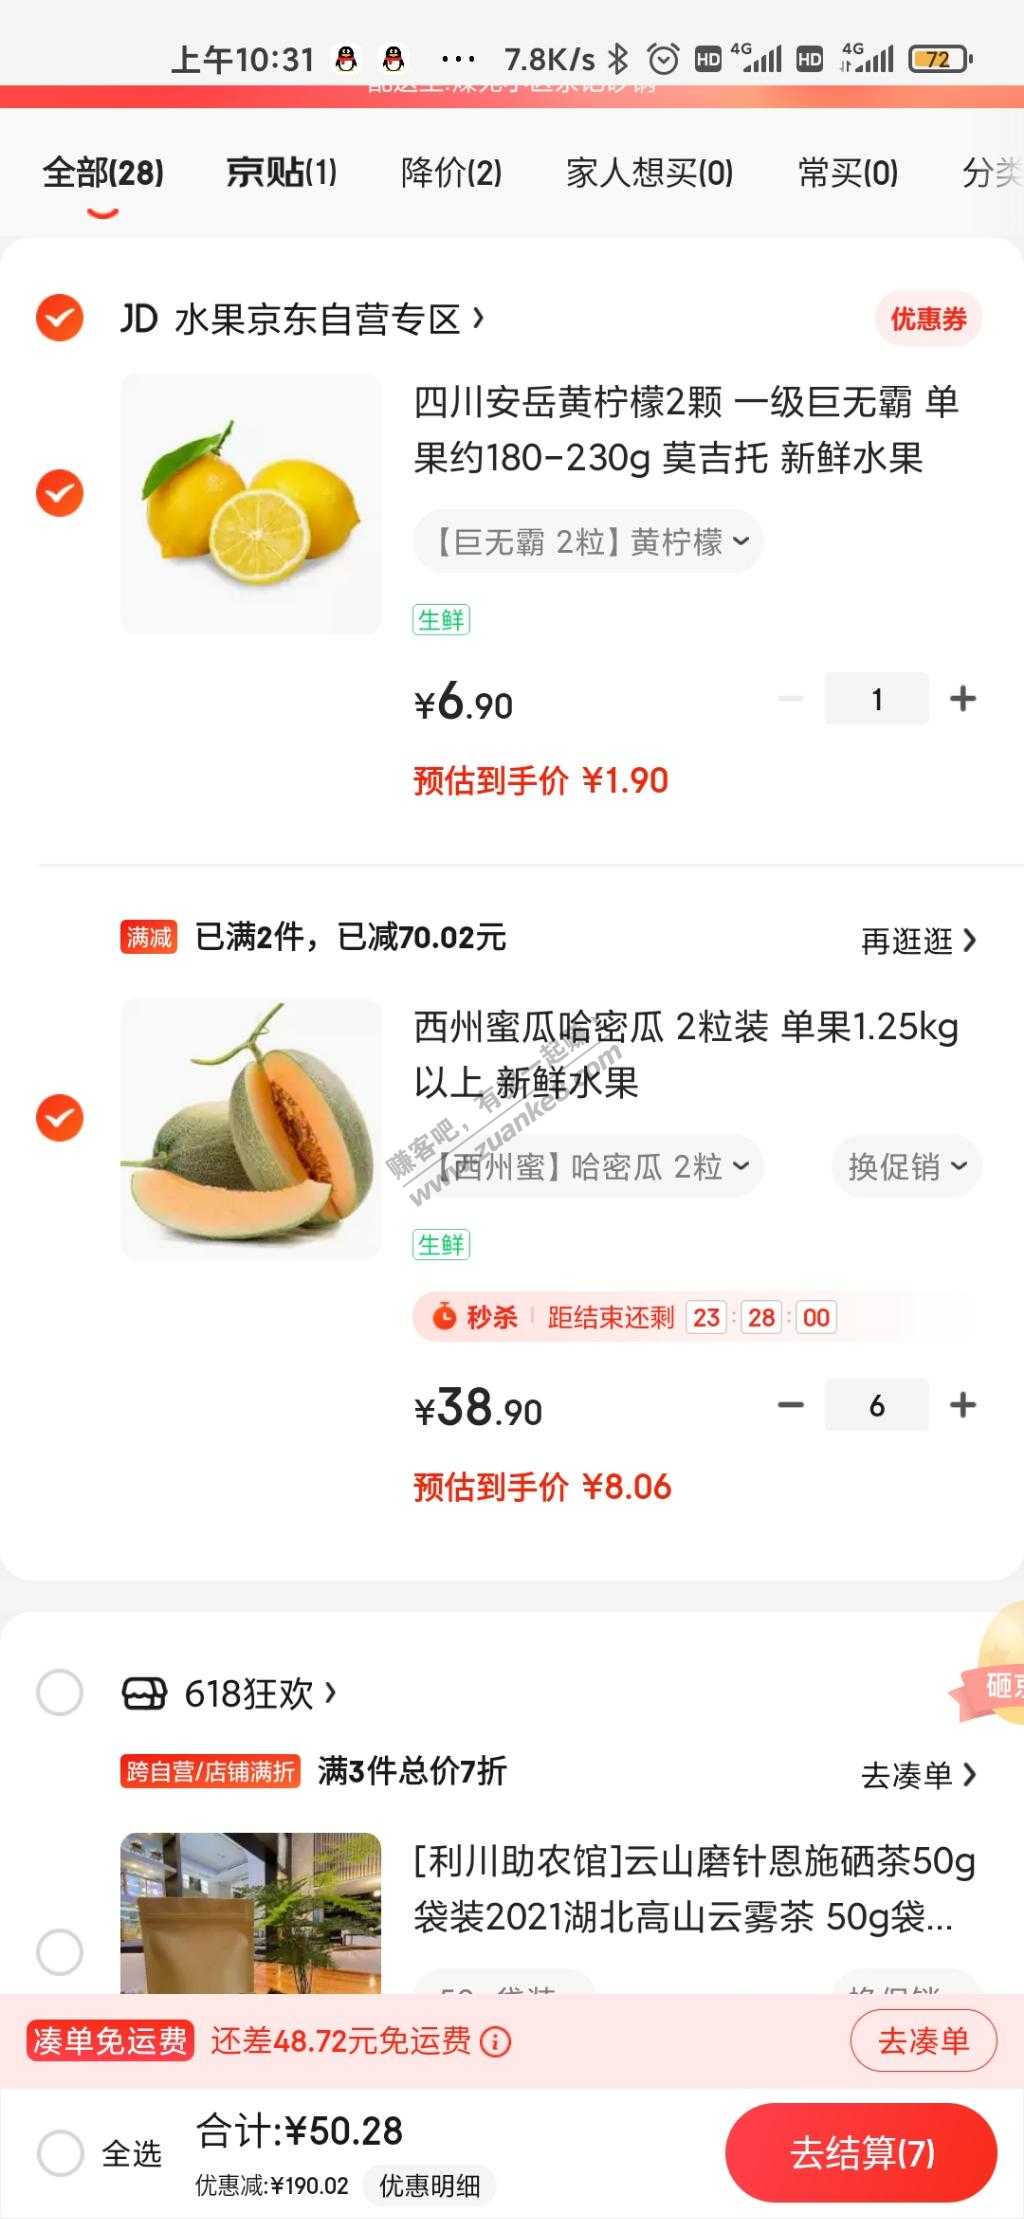 上午10:31 ··· 7.8K/s HD 4G HD 4G 72
全部(28) 京贴(1) 降价(2) 家人想买(0) 常买(0) 分类
JD 水果京东自营专区 ›
优惠券
四川安岳黄柠檬2颗 一级巨无霸 单
果约180-230g 莫吉托 新鲜水果
【巨无霸 2粒】黄柠檬
生鲜
¥6.90
1
预估到手价 ¥1.90
满减 已满2件，已减70.02元
再逛逛 >
西州蜜瓜哈密瓜 2粒装 单果1.25kg
以上 新鲜水果
【西州蜜】哈密瓜 2粒
换促销
赚客吧，有奖一起赚！
www.zuanke8.com
生鲜
秒杀 距结束还剩 23:28:00
¥38.90
6
预估到手价 ¥8.06
618狂欢 ›
砸京
跨自营/店铺满折 满3件总价7折
去凑单 >
[利川助农馆]云山磨针恩施硒茶50g
袋装2021湖北高山云雾茶 50g袋...
凑单免运费 还差48.72元免运费
去凑单
全选
合计:¥50.28
优惠减:¥190.02 优惠明细
去结算(7)